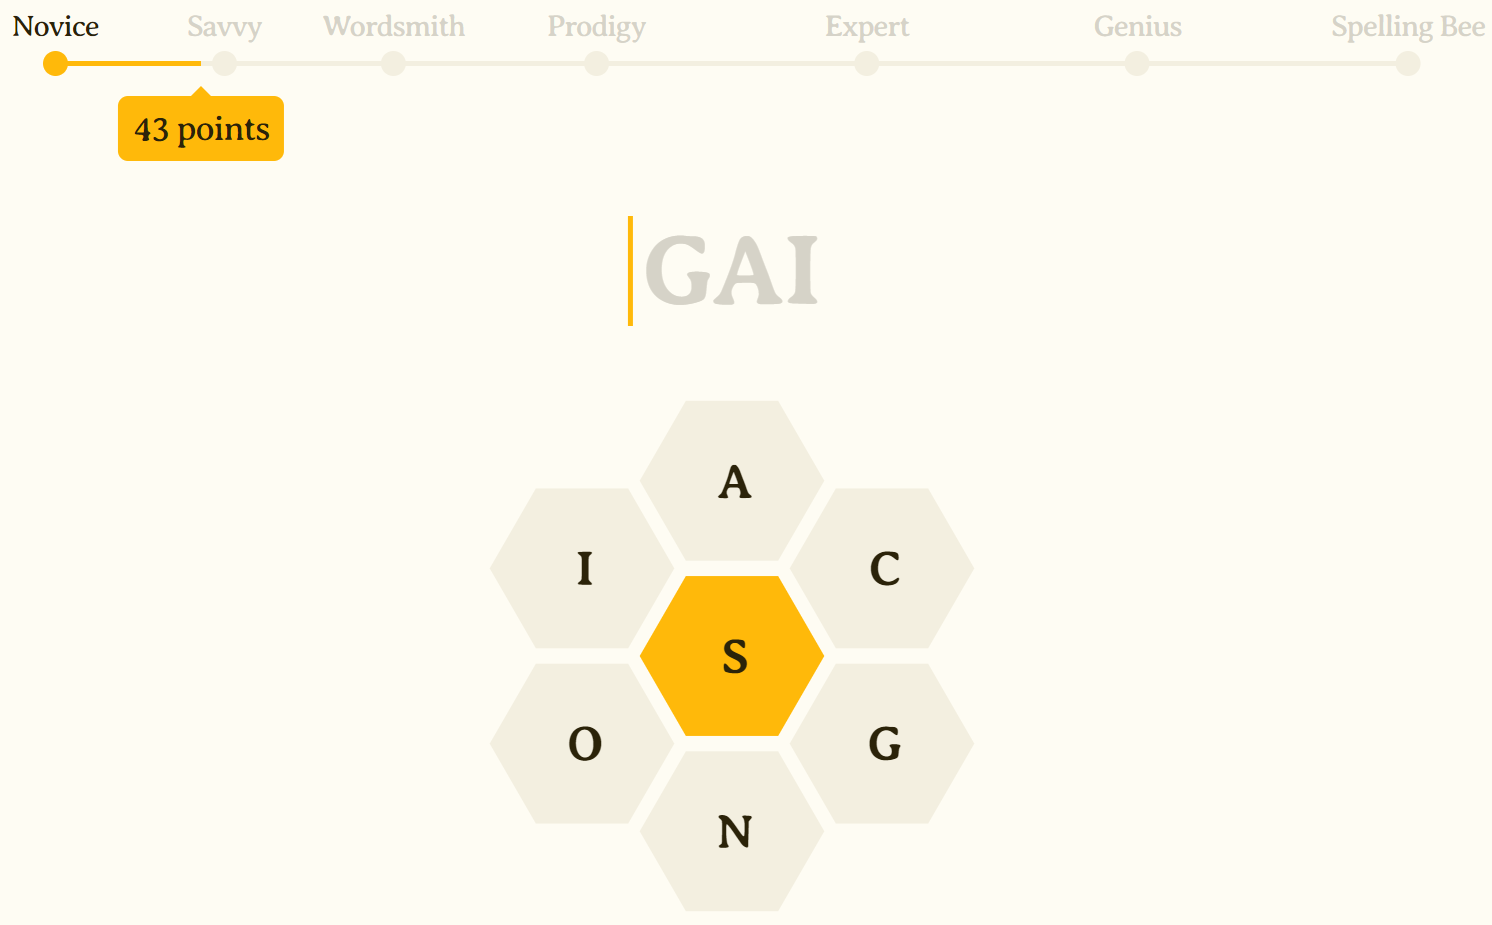 Novice Savvy Wordsmith Prodigy Expert Genius Spelling Bee
43 points
GAI
A
I C
S
O G
N